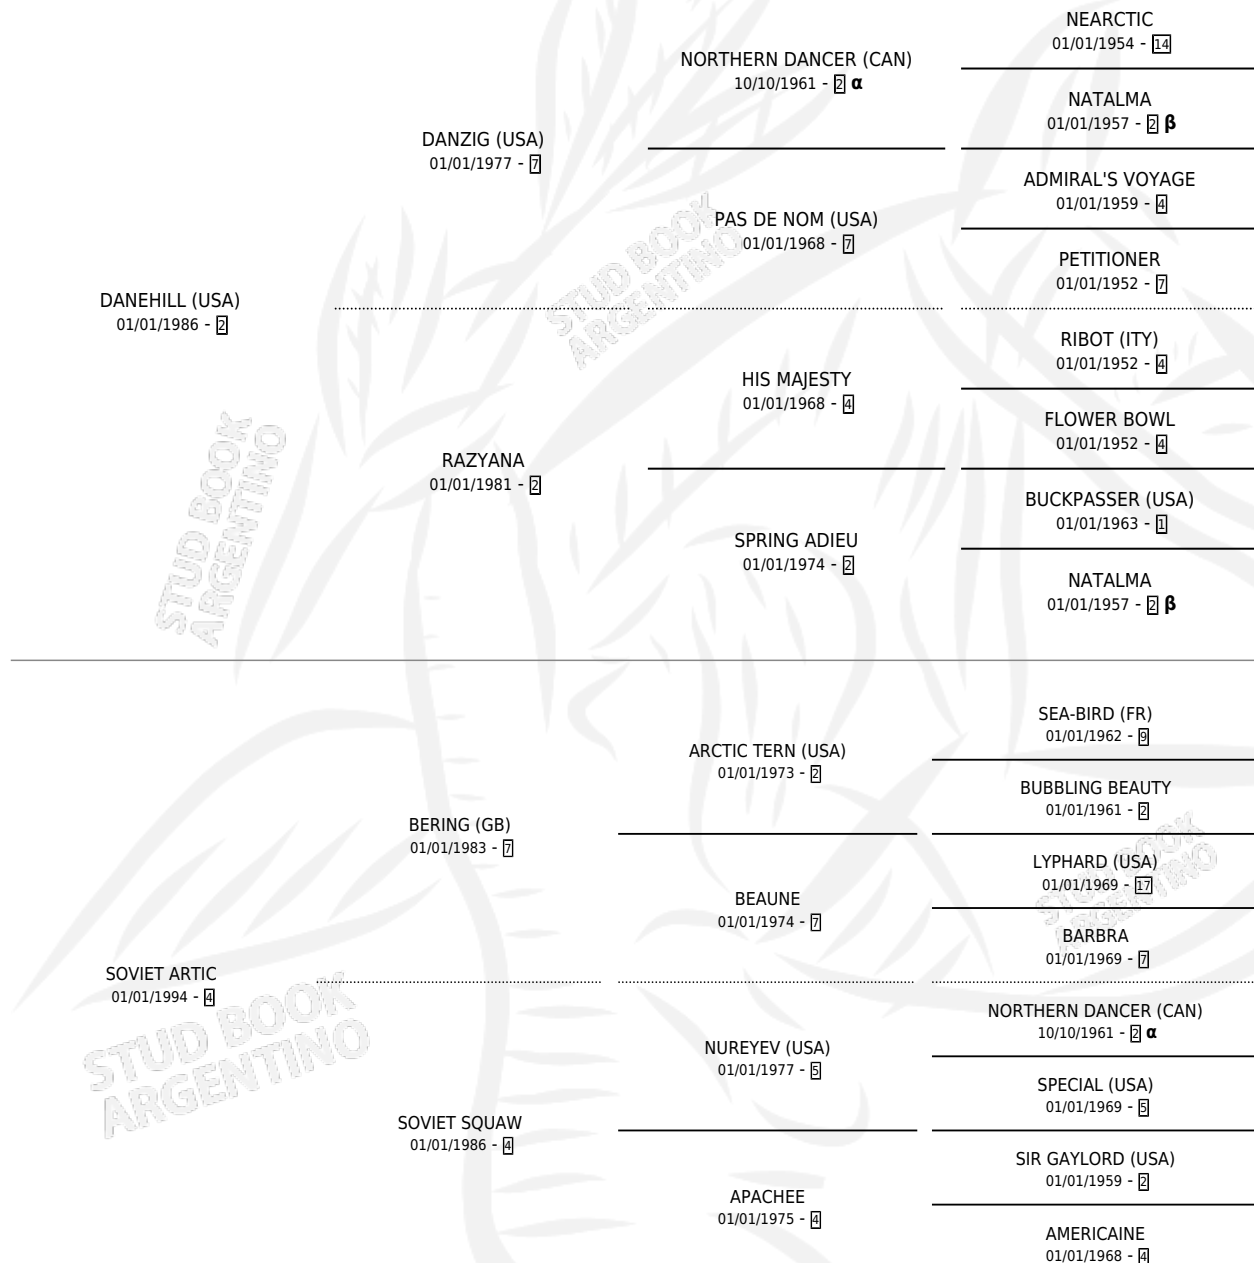 NEARCTIC
01/01/1954 - 14
NORTHERN DANCER (CAN)
10/10/1961 - 2 α
NATALMA
01/01/1957 - 2 β
DANZIG (USA)
01/01/1977 - 7
ADMIRAL'S VOYAGE
01/01/1959 - 4
PAS DE NOM (USA)
01/01/1968 - 7
PETITIONER
01/01/1952 - 7
DANEHILL (USA)
01/01/1986 - 2
RIBOT (ITY)
01/01/1952 - 4
HIS MAJESTY
01/01/1968 - 4
FLOWER BOWL
01/01/1952 - 4
RAZYANA
01/01/1981 - 2
BUCKPASSER (USA)
01/01/1963 - 1
SPRING ADIEU
01/01/1974 - 2
NATALMA
01/01/1957 - 2 β
SEA-BIRD (FR)
01/01/1962 - 9
ARCTIC TERN (USA)
01/01/1973 - 2
BUBBLING BEAUTY
01/01/1961 - 2
BERING (GB)
01/01/1983 - 7
LYPHARD (USA)
01/01/1969 - 17
BEAUNE
01/01/1974 - 7
BARBRA
01/01/1969 - 7
SOVIET ARTIC
01/01/1994 - 4
NORTHERN DANCER (CAN)
10/10/1961 - 2 α
NUREYEV (USA)
01/01/1977 - 5
SPECIAL (USA)
01/01/1969 - 5
SOVIET SQUAW
01/01/1986 - 4
SIR GAYLORD (USA)
01/01/1959 - 2
APACHEE
01/01/1975 - 4
AMERICAINE
01/01/1968 - 4
STUD BOOK
ARGENTINO
STUD BOOK
ARGENTINO
STUD BOOK
ARGENTINO
STUD BOOK
ARGENTINO